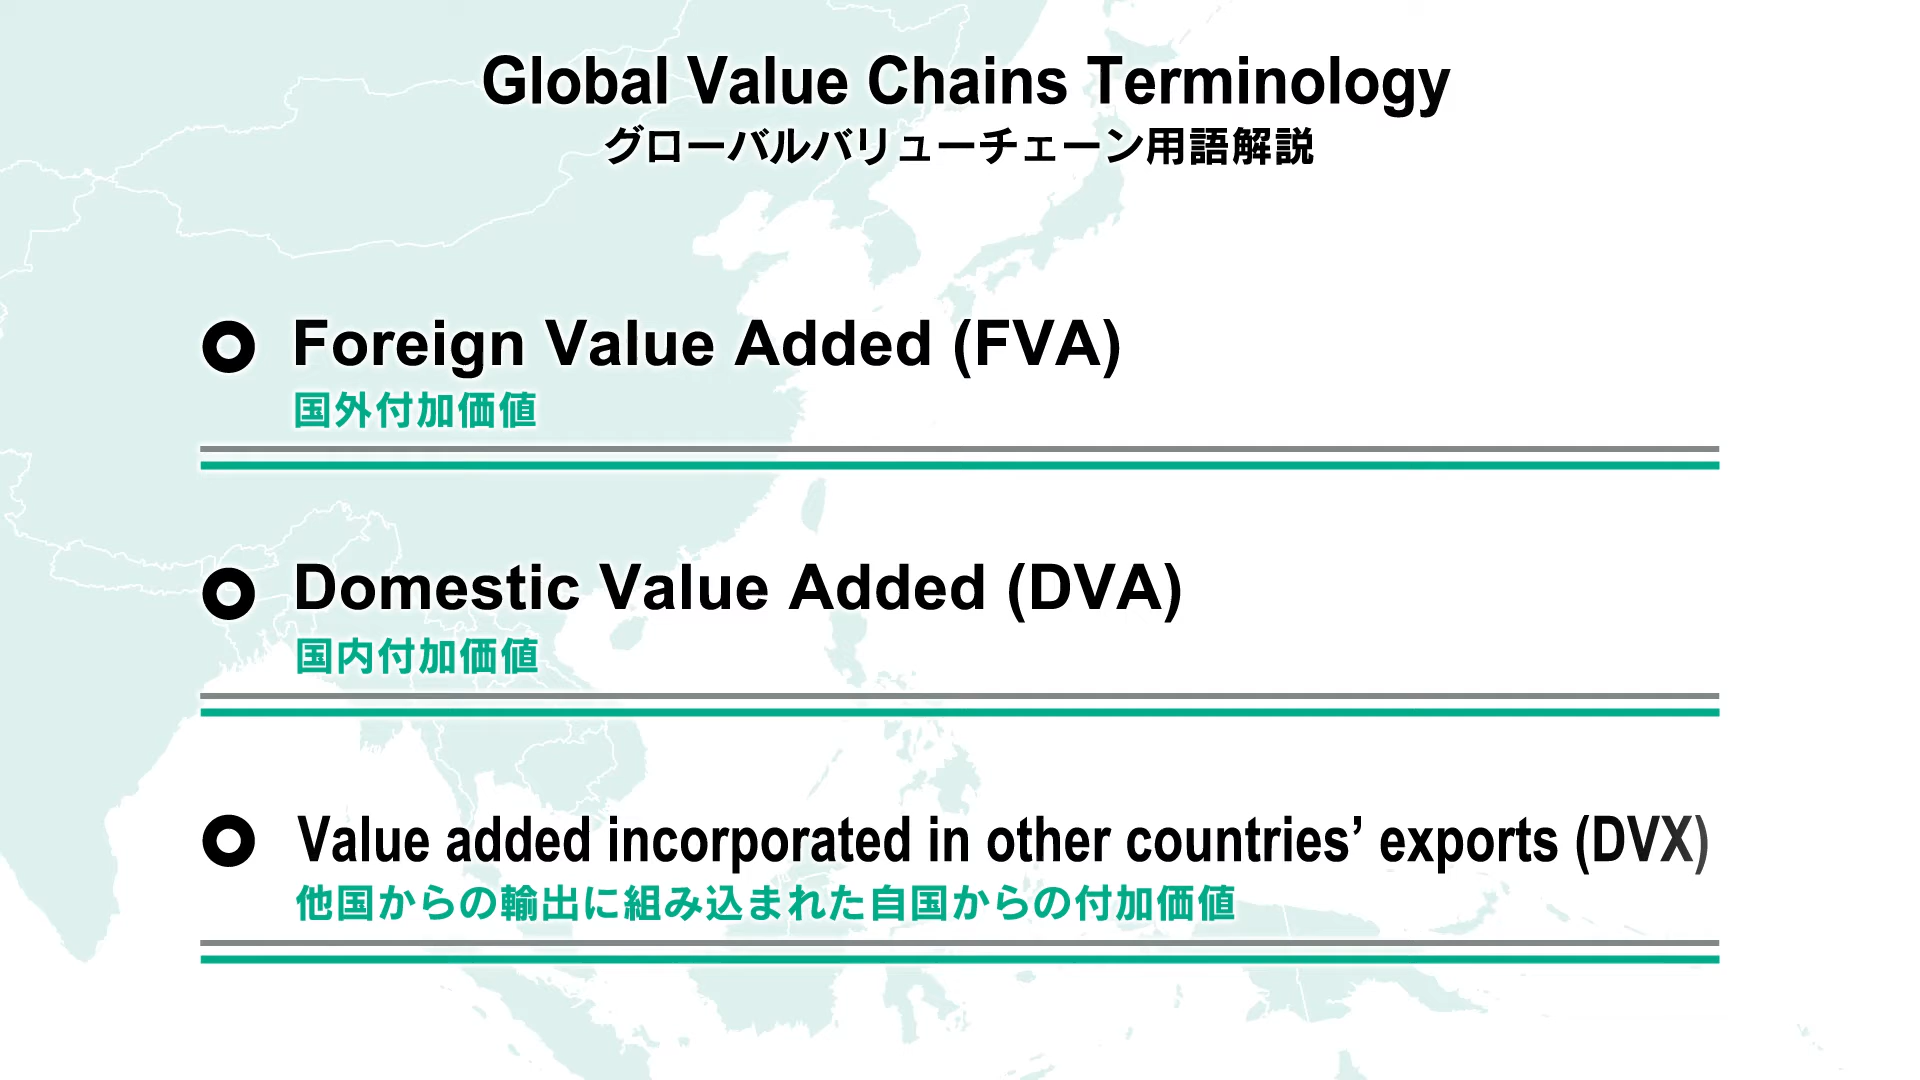 Global Value Chains Terminology
グローバルバリューチェーン用語解説
Foreign Value Added (FVA)
国外付加価値
Domestic Value Added (DVA)
国内付加価値
Value added incorporated in other countries’ exports (DVX)
他国からの輸出に組み込まれた自国からの付加価値